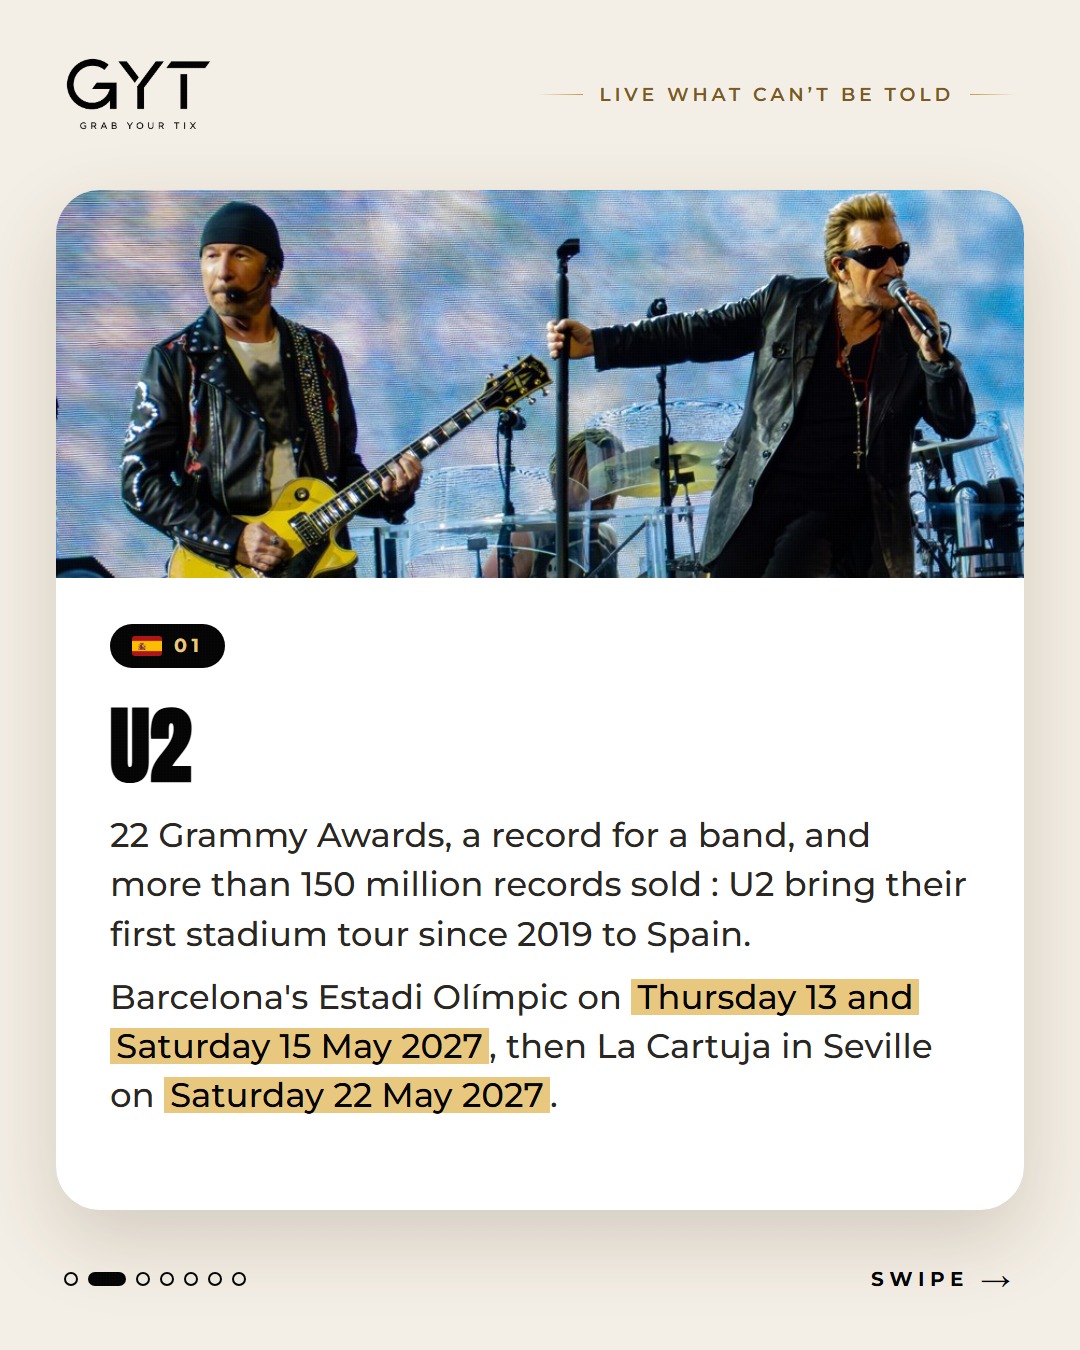 GYT
GRAB YOUR TIX
LIVE WHAT CAN’T BE TOLD
01
U2
22 Grammy Awards, a record for a band, and
more than 150 million records sold : U2 bring their
first stadium tour since 2019 to Spain.
Barcelona's Estadi Olímpic on Thursday 13 and
Saturday 15 May 2027, then La Cartuja in Seville
on Saturday 22 May 2027.
SWIPE →